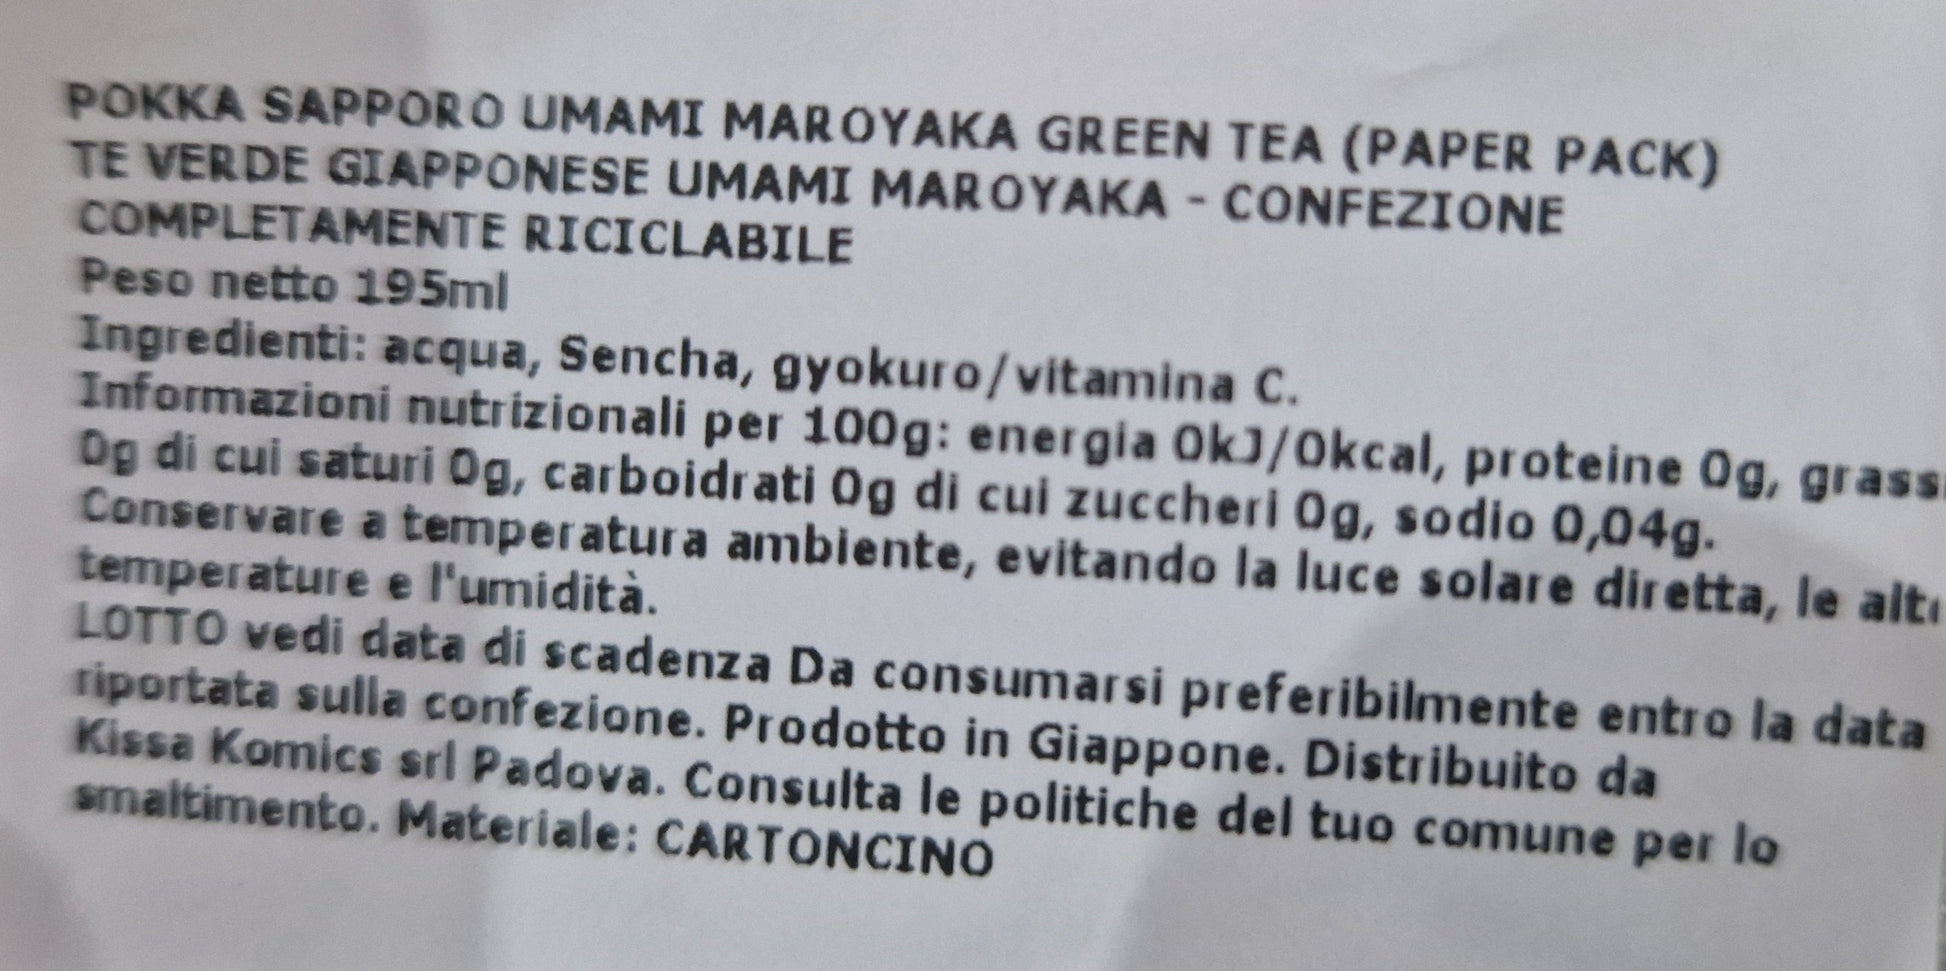 POKKA SAPPORO UMAMI MAROYAKA GREEN TEA (PAPER PACK)
TE VERDE GIAPPONESE UMAMI MAROYAKA - CONFEZIONE
COMPLETAMENTE RICICLABILE
Peso netto 195ml
Ingredienti: acqua, Sencha, gyokuro/vitamina C.
Informazioni nutrizionali per 100g: energia 0kJ/0kcal, proteine 0g, grassi
0g di cui saturi 0g, carboidrati 0g di cui zuccheri 0g, sodio 0,04g.
Conservare a temperatura ambiente, evitando la luce solare diretta, le alte
temperature e l'umidità.
LOTTO vedi data di scadenza Da consumarsi preferibilmente entro la data
riportata sulla confezione. Prodotto in Giappone. Distribuito da
Kissa Komics srl Padova. Consulta le politiche del tuo comune per lo
smaltimento. Materiale: CARTONCINO